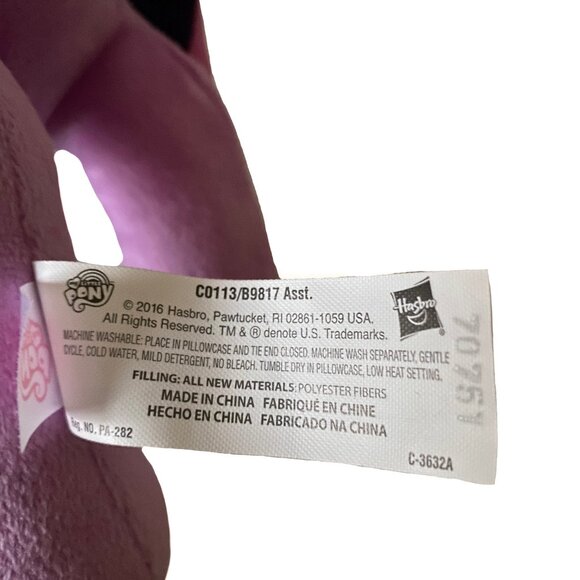 MY LITTLE PONY
C0113/B9817 Asst.
© 2016 Hasbro, Pawtucket, RI 02861-1059 USA.
All Rights Reserved. TM & ® denote U.S. Trademarks.
Hasbro
MACHINE WASHABLE: PLACE IN PILLOWCASE AND TIE END CLOSED. MACHINE WASH SEPARATELY, GENTLE
CYCLE, COLD WATER, MILD DETERGENT, NO BLEACH. TUMBLE DRY IN PILLOWCASE, LOW HEAT SETTING.
FILLING: ALL NEW MATERIALS: POLYESTER FIBERS
MADE IN CHINA FABRIQUÉ EN CHINE
HECHO EN CHINA FABRICADO NA CHINA
Reg. NO. PA-282
C-3632A